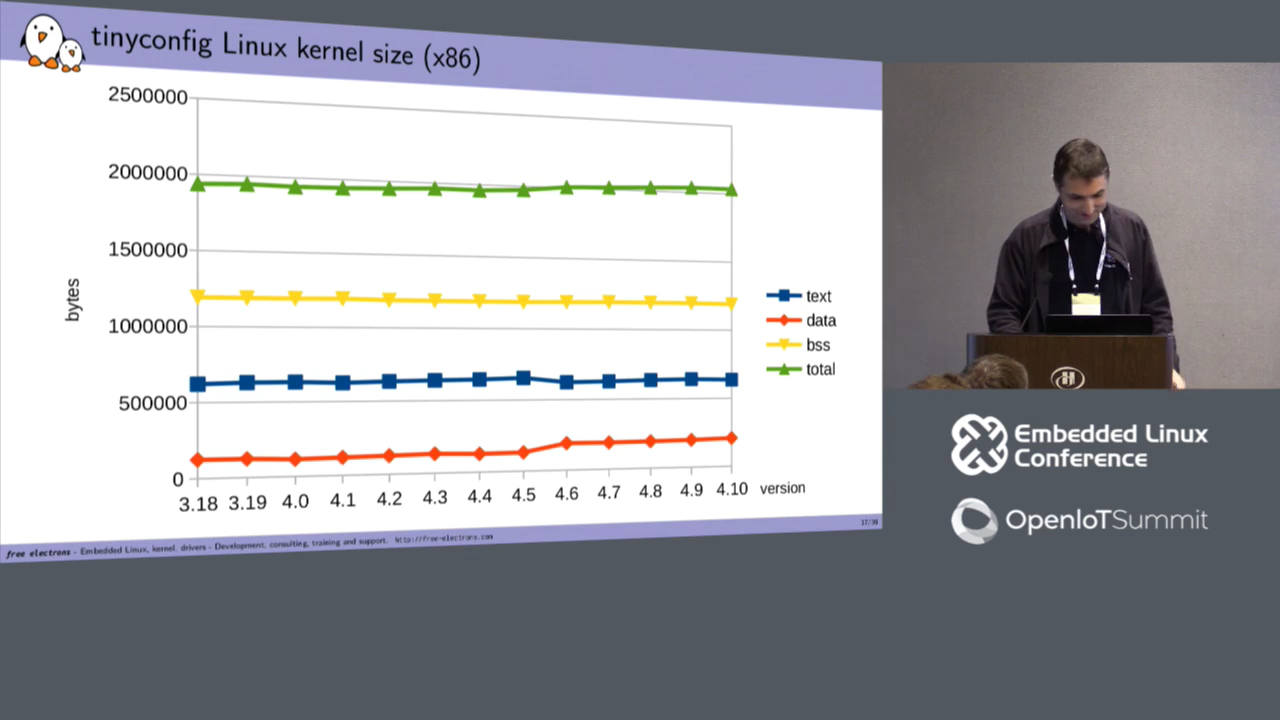 tinyconfig Linux kernel size (x86)
2500000
2000000
1500000
1000000
500000
0
bytes
3.18 3.19 4.0 4.1 4.2 4.3 4.4 4.5 4.6 4.7 4.8 4.9 4.10 version
text
data
bss
total
17/39
free electrons - Embedded Linux, kernel, drivers - Development, consulting, training and support. http://free-electrons.com
H
Embedded Linux
Conference
OpenIoTSummit